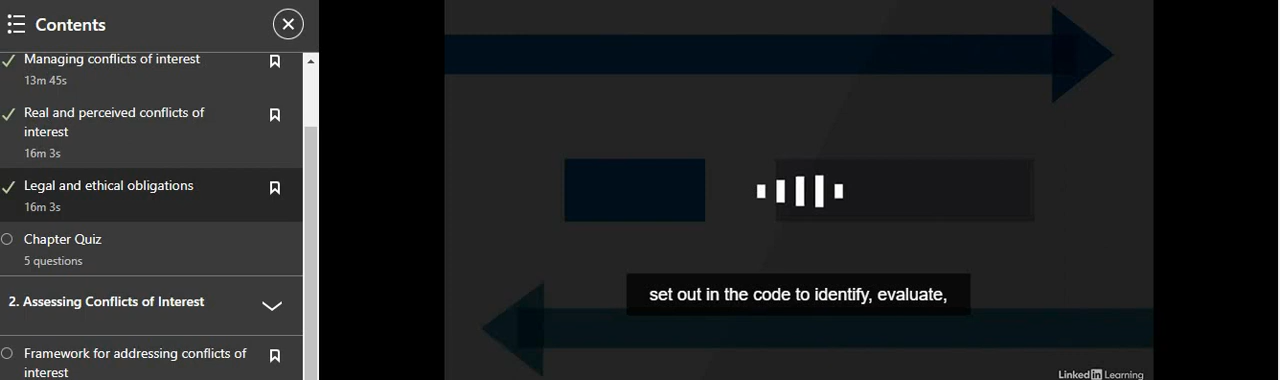 Contents
Managing conflicts of interest
13m 45s
Real and perceived conflicts of
interest
16m 3s
Legal and ethical obligations
16m 3s
Chapter Quiz
5 questions
2. Assessing Conflicts of Interest
Framework for addressing conflicts of
interest
set out in the code to identify, evaluate,
Linked in Learning